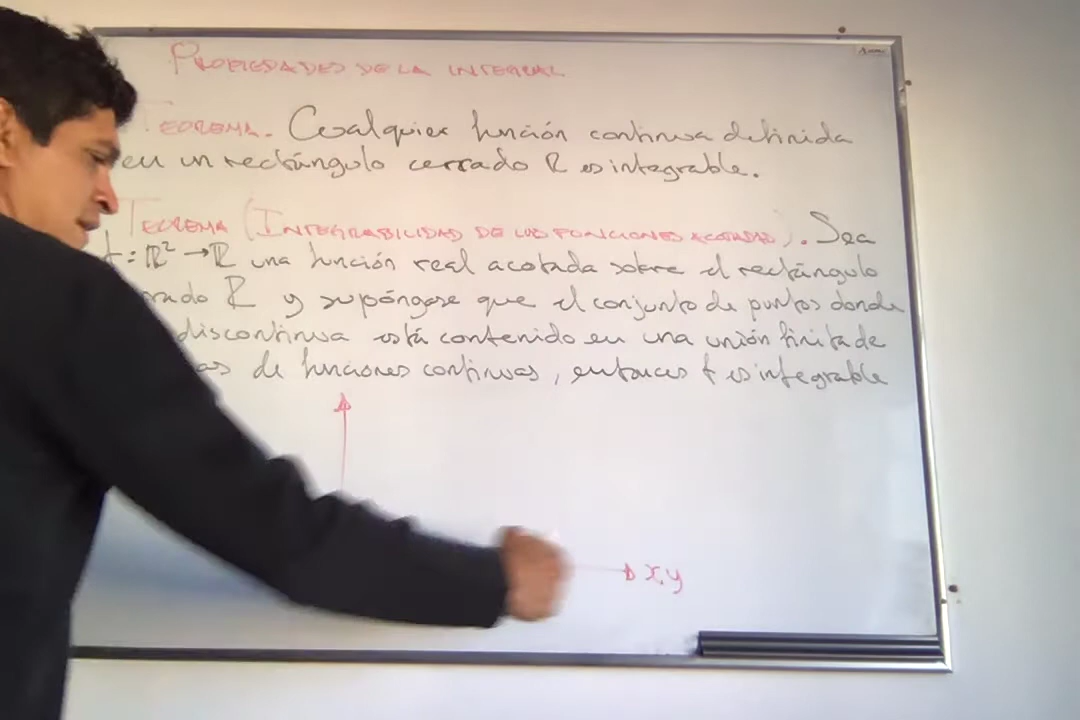 PROPIEDADES DE LA INTEGRAL
TEOREMA. Cualquier función continua definida
en un rectángulo cerrado R es integrable.
TEOREMA (INTEGRABILIDAD DE LAS FUNCIONES ACOTADAS). Sea
f: ℝ² → ℝ una función real acotada sobre el rectángulo
rado R y supóngase que el conjunto de puntos donde
discontinua está contenido en una unión finita de
as de funciones continuas, entonces f es integrable
x,y